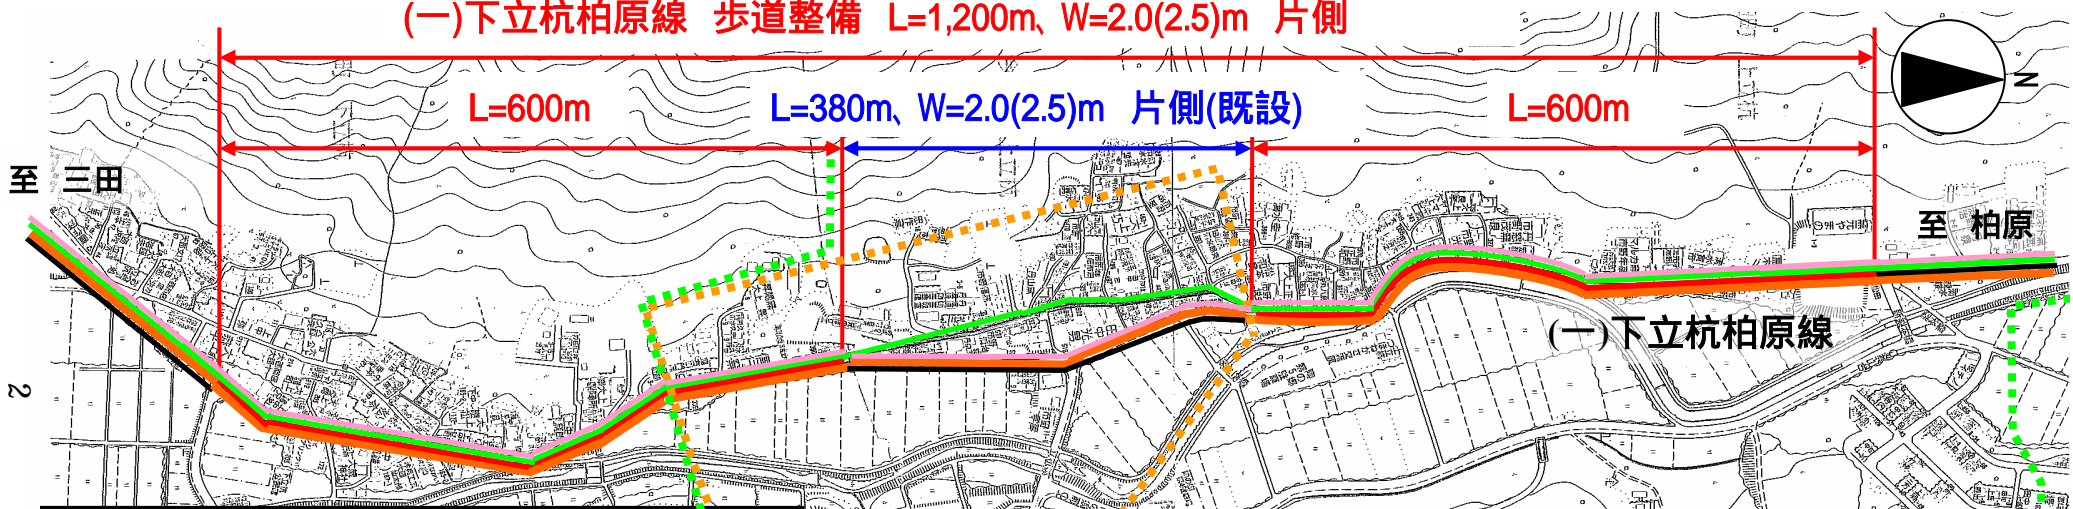 (一)下立杭柏原線 歩道整備 L=1,200m、W=2.0(2.5)m 片側
L=600m
L=380m、W=2.0(2.5)m 片側(既設)
L=600m
N
至 三田
至 柏原
(一)下立杭柏原線
2